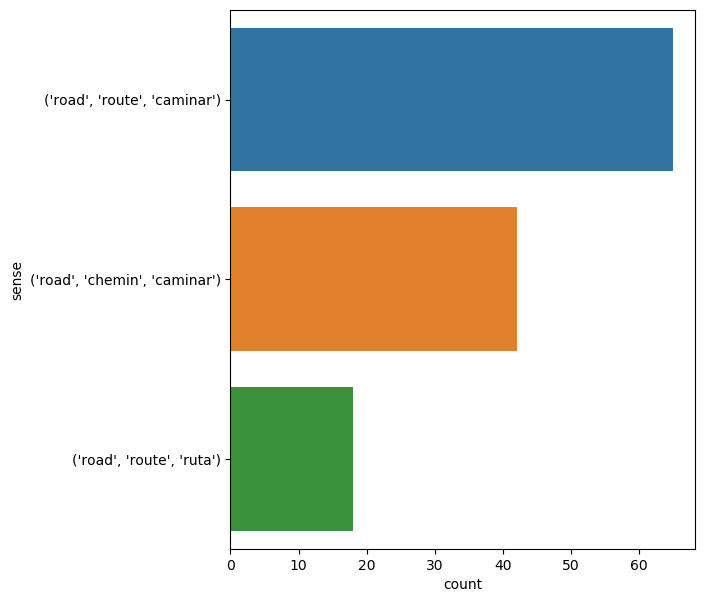 sense
('road', 'route', 'caminar')
('road', 'chemin', 'caminar')
('road', 'route', 'ruta')
0 10 20 30 40 50 60
count